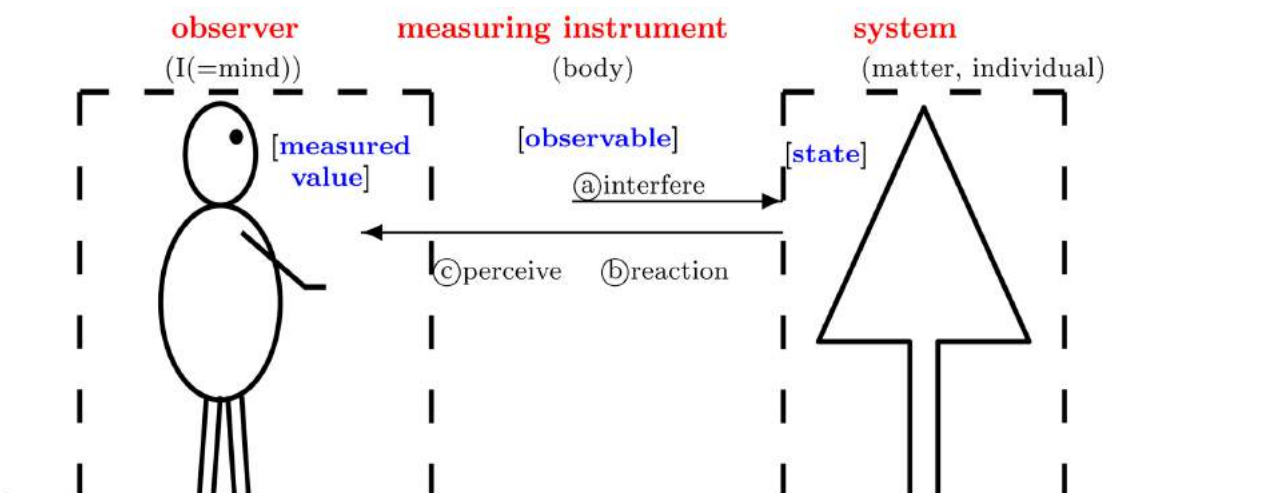 observer measuring instrument system
(I(=mind)) (body) (matter, individual)
[measured
value]
[observable]
[state]
ⓐinterfere
ⓒperceive ⓑreaction